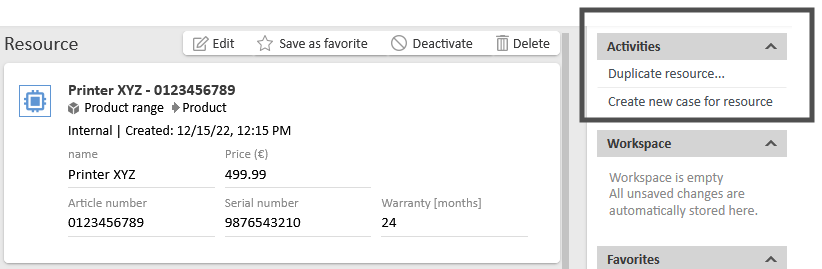 Resource
Edit
Save as favorite
Deactivate
Delete
Printer XYZ - 0123456789
Product range Product
Internal | Created: 12/15/22, 12:15 PM
name
Price (€)
Printer XYZ
499.99
Article number
Serial number
Warranty [months]
0123456789
9876543210
24
Activities
Duplicate resource...
Create new case for resource
Workspace
Workspace is empty
All unsaved changes are
automatically stored here.
Favorites